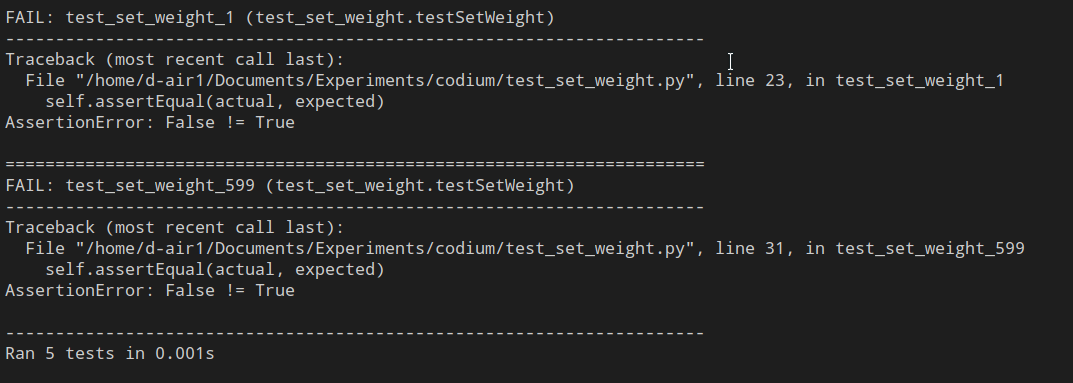 FAIL: test_set_weight_1 (test_set_weight.testSetWeight)
----------------------------------------------------------------------
Traceback (most recent call last):
  File "/home/d-air1/Documents/Experiments/codium/test_set_weight.py", line 23, in test_set_weight_1
    self.assertEqual(actual, expected)
AssertionError: False != True

======================================================================
FAIL: test_set_weight_599 (test_set_weight.testSetWeight)
----------------------------------------------------------------------
Traceback (most recent call last):
  File "/home/d-air1/Documents/Experiments/codium/test_set_weight.py", line 31, in test_set_weight_599
    self.assertEqual(actual, expected)
AssertionError: False != True

----------------------------------------------------------------------
Ran 5 tests in 0.001s